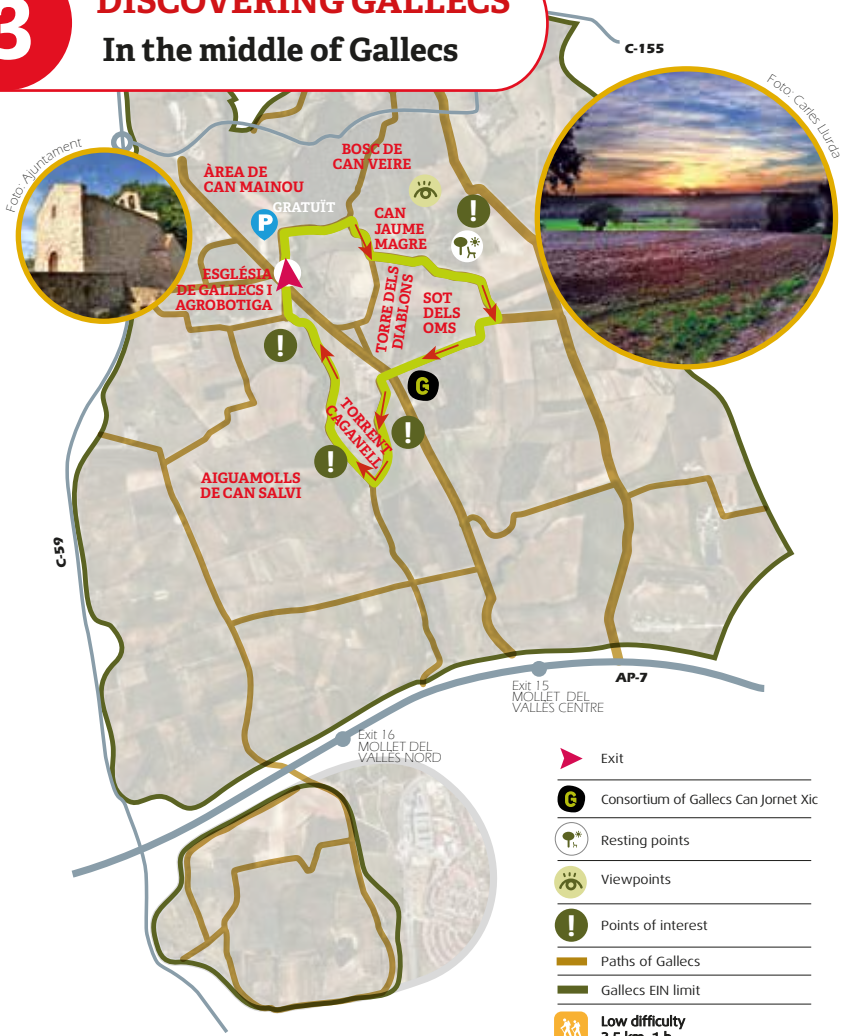 3
DISCOVERING GALLECS
In the middle of Gallecs
C-155
Foto: Ajuntament
Foto: Carles Llurda
BOSC DE
CAN VEIRE
ÀREA DE
CAN MAINOU
GRATUÏT
P
CAN
JAUME
MAGRE
ESGLÉSIA
DE GALLECS I
AGROBOTIGA
TORRE DELS
DIABLONS
SOT
DELS
OMS
!
!
G
!
!
TORRENT
CAGANELL
AIGUAMOLLS
DE CAN SALVI
C-59
AP-7
Exit 15
MOLLET DEL
VALLÈS CENTRE
Exit 16
MOLLET DEL
VALLÈS NORD
Exit
G Consortium of Gallecs Can Jornet Xic
Resting points
Viewpoints
! Points of interest
Paths of Gallecs
Gallecs EIN limit
Low difficulty